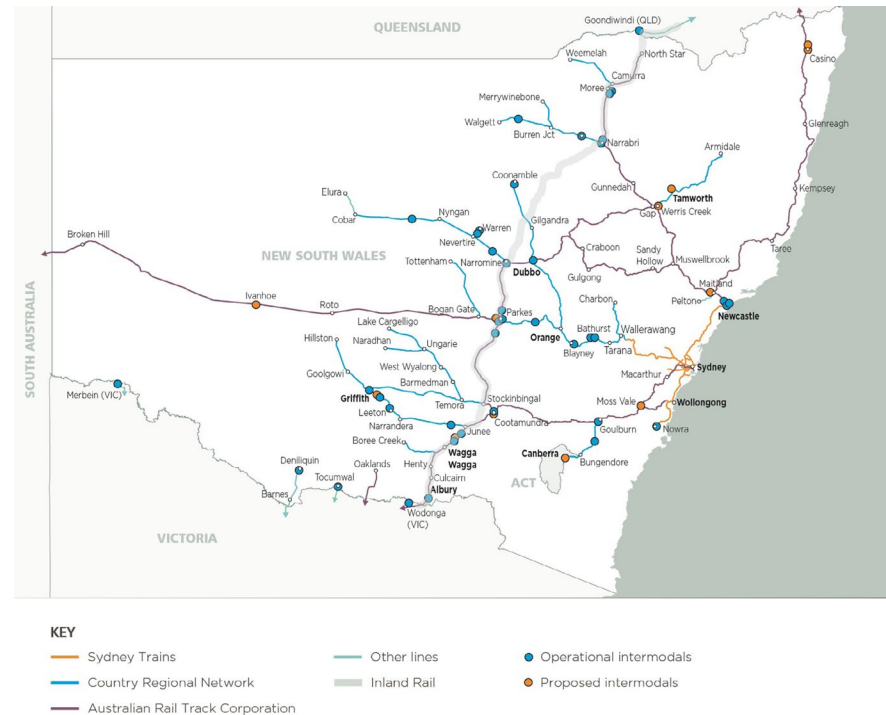 QUEENSLAND
Goondiwindi (QLD)
Weemelah
North Star
Casino
Camurra
Moree
Merrywinebone
Walgett
Burren Jct
Narrabri
Glenreagh
Armidale
Coonamble
Gunnedah
Tamworth
Kempsey
Elura
Cobar
Nyngan
Gap
Werris Creek
Warren
Gilgandra
Broken Hill
Nevertire
Craboon
Sandy
Hollow
Muswellbrook
Taree
NEW SOUTH WALES
Tottenham
Narromine
Dubbo
Gulgong
Maitland
Ivanhoe
Roto
Bogan Gate
Parkes
Charbon
Pelton
Newcastle
Lake Cargelligo
Hillston
Naradhan
Ungarie
Orange
Bathurst
Wallerawang
Blayney
Tarana
Goolgowi
West Wyalong
Barmedman
Macarthur
Sydney
SOUTH AUSTRALIA
Merbein (VIC)
Griffith
Temora
Stockinbingal
Moss Vale
Wollongong
Leeton
Cootamundra
Narrandera
Junee
Goulburn
Nowra
Boree Creek
Wagga
Wagga
Canberra
Bungendore
Deniliquin
Oaklands
Henty
Tocumwal
Culcairn
ACT
Barnes
Albury
Wodonga
(VIC)
VICTORIA
KEY
Sydney Trains
Other lines
Operational intermodals
Country Regional Network
Inland Rail
Proposed intermodals
Australian Rail Track Corporation